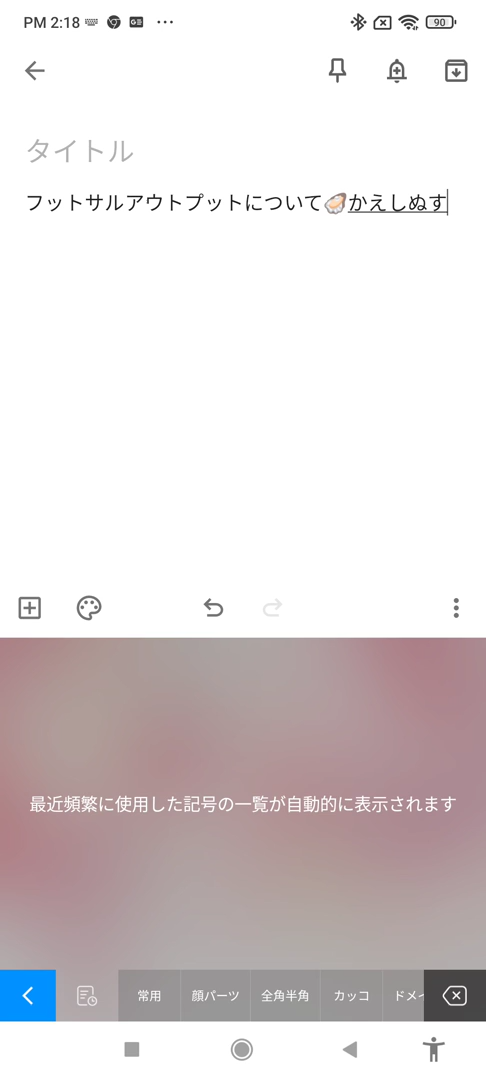 PM 2:18
90
タイトル
フットサルアウトプットについて🦪かえしぬす
最近頻繁に使用した記号の一覧が自動的に表示されます
常用 顔パーツ 全角半角 カッコ ドメイ